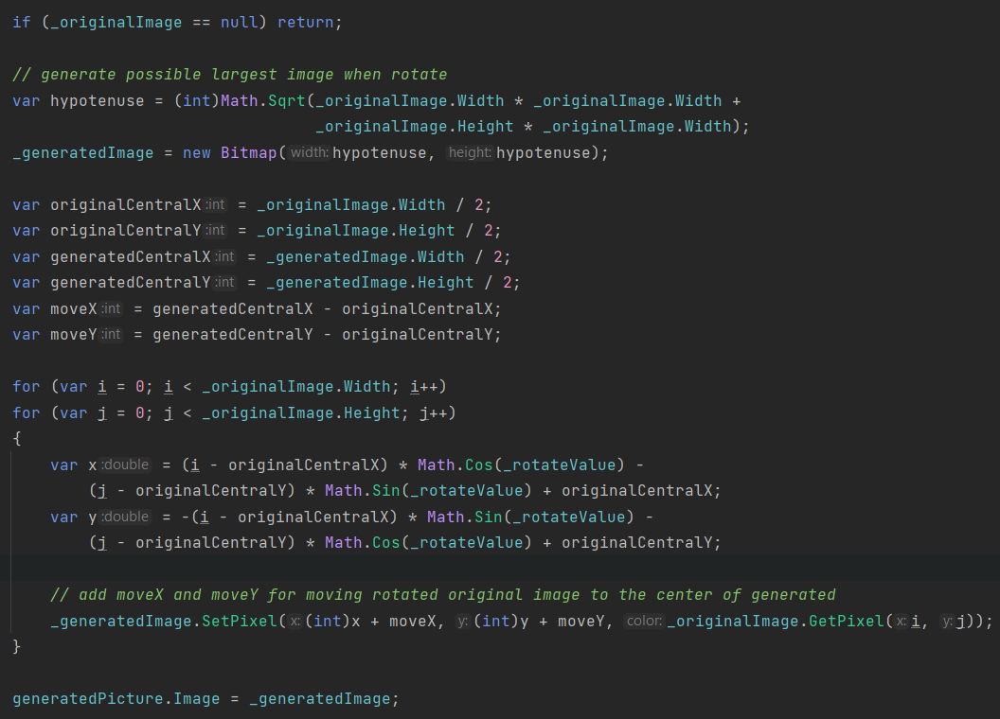 if (_originalImage == null) return;
// generate possible largest image when rotate
var hypotenuse = (int)Math.Sqrt(_originalImage.Width * _originalImage.Width +
_originalImage.Height * _originalImage.Width);
_generatedImage = new Bitmap(width: hypotenuse, height: hypotenuse);
var originalCentralX :int = _originalImage.Width / 2;
var originalCentralY :int = _originalImage.Height / 2;
var generatedCentralX :int = _generatedImage.Width / 2;
var generatedCentralY :int = _generatedImage.Height / 2;
var moveX :int = generatedCentralX - originalCentralX;
var moveY :int = generatedCentralY - originalCentralY;
for (var i = 0; i < _originalImage.Width; i++)
for (var j = 0; j < _originalImage.Height; j++)
{
var x :double = (i - originalCentralX) * Math.Cos(_rotateValue) -
(j - originalCentralY) * Math.Sin(_rotateValue) + originalCentralX;
var y :double = -(i - originalCentralX) * Math.Sin(_rotateValue) -
(j - originalCentralY) * Math.Cos(_rotateValue) + originalCentralY;
// add moveX and moveY for moving rotated original image to the center of generated
_generatedImage.SetPixel(x: (int)x + moveX, y: (int)y + moveY, color: _originalImage.GetPixel(x: i, y: j));
}
generatedPicture.Image = _generatedImage;